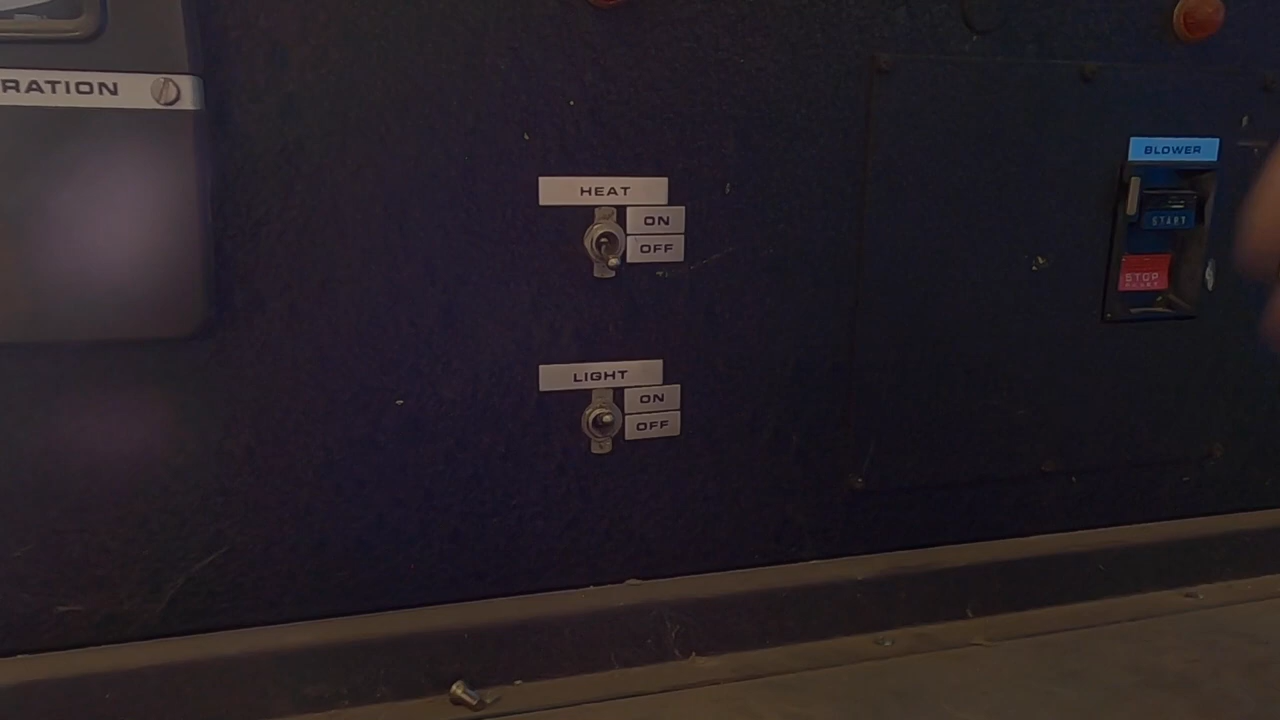 RATION
HEAT
ON
OFF
LIGHT
ON
OFF
BLOWER
START
STOP